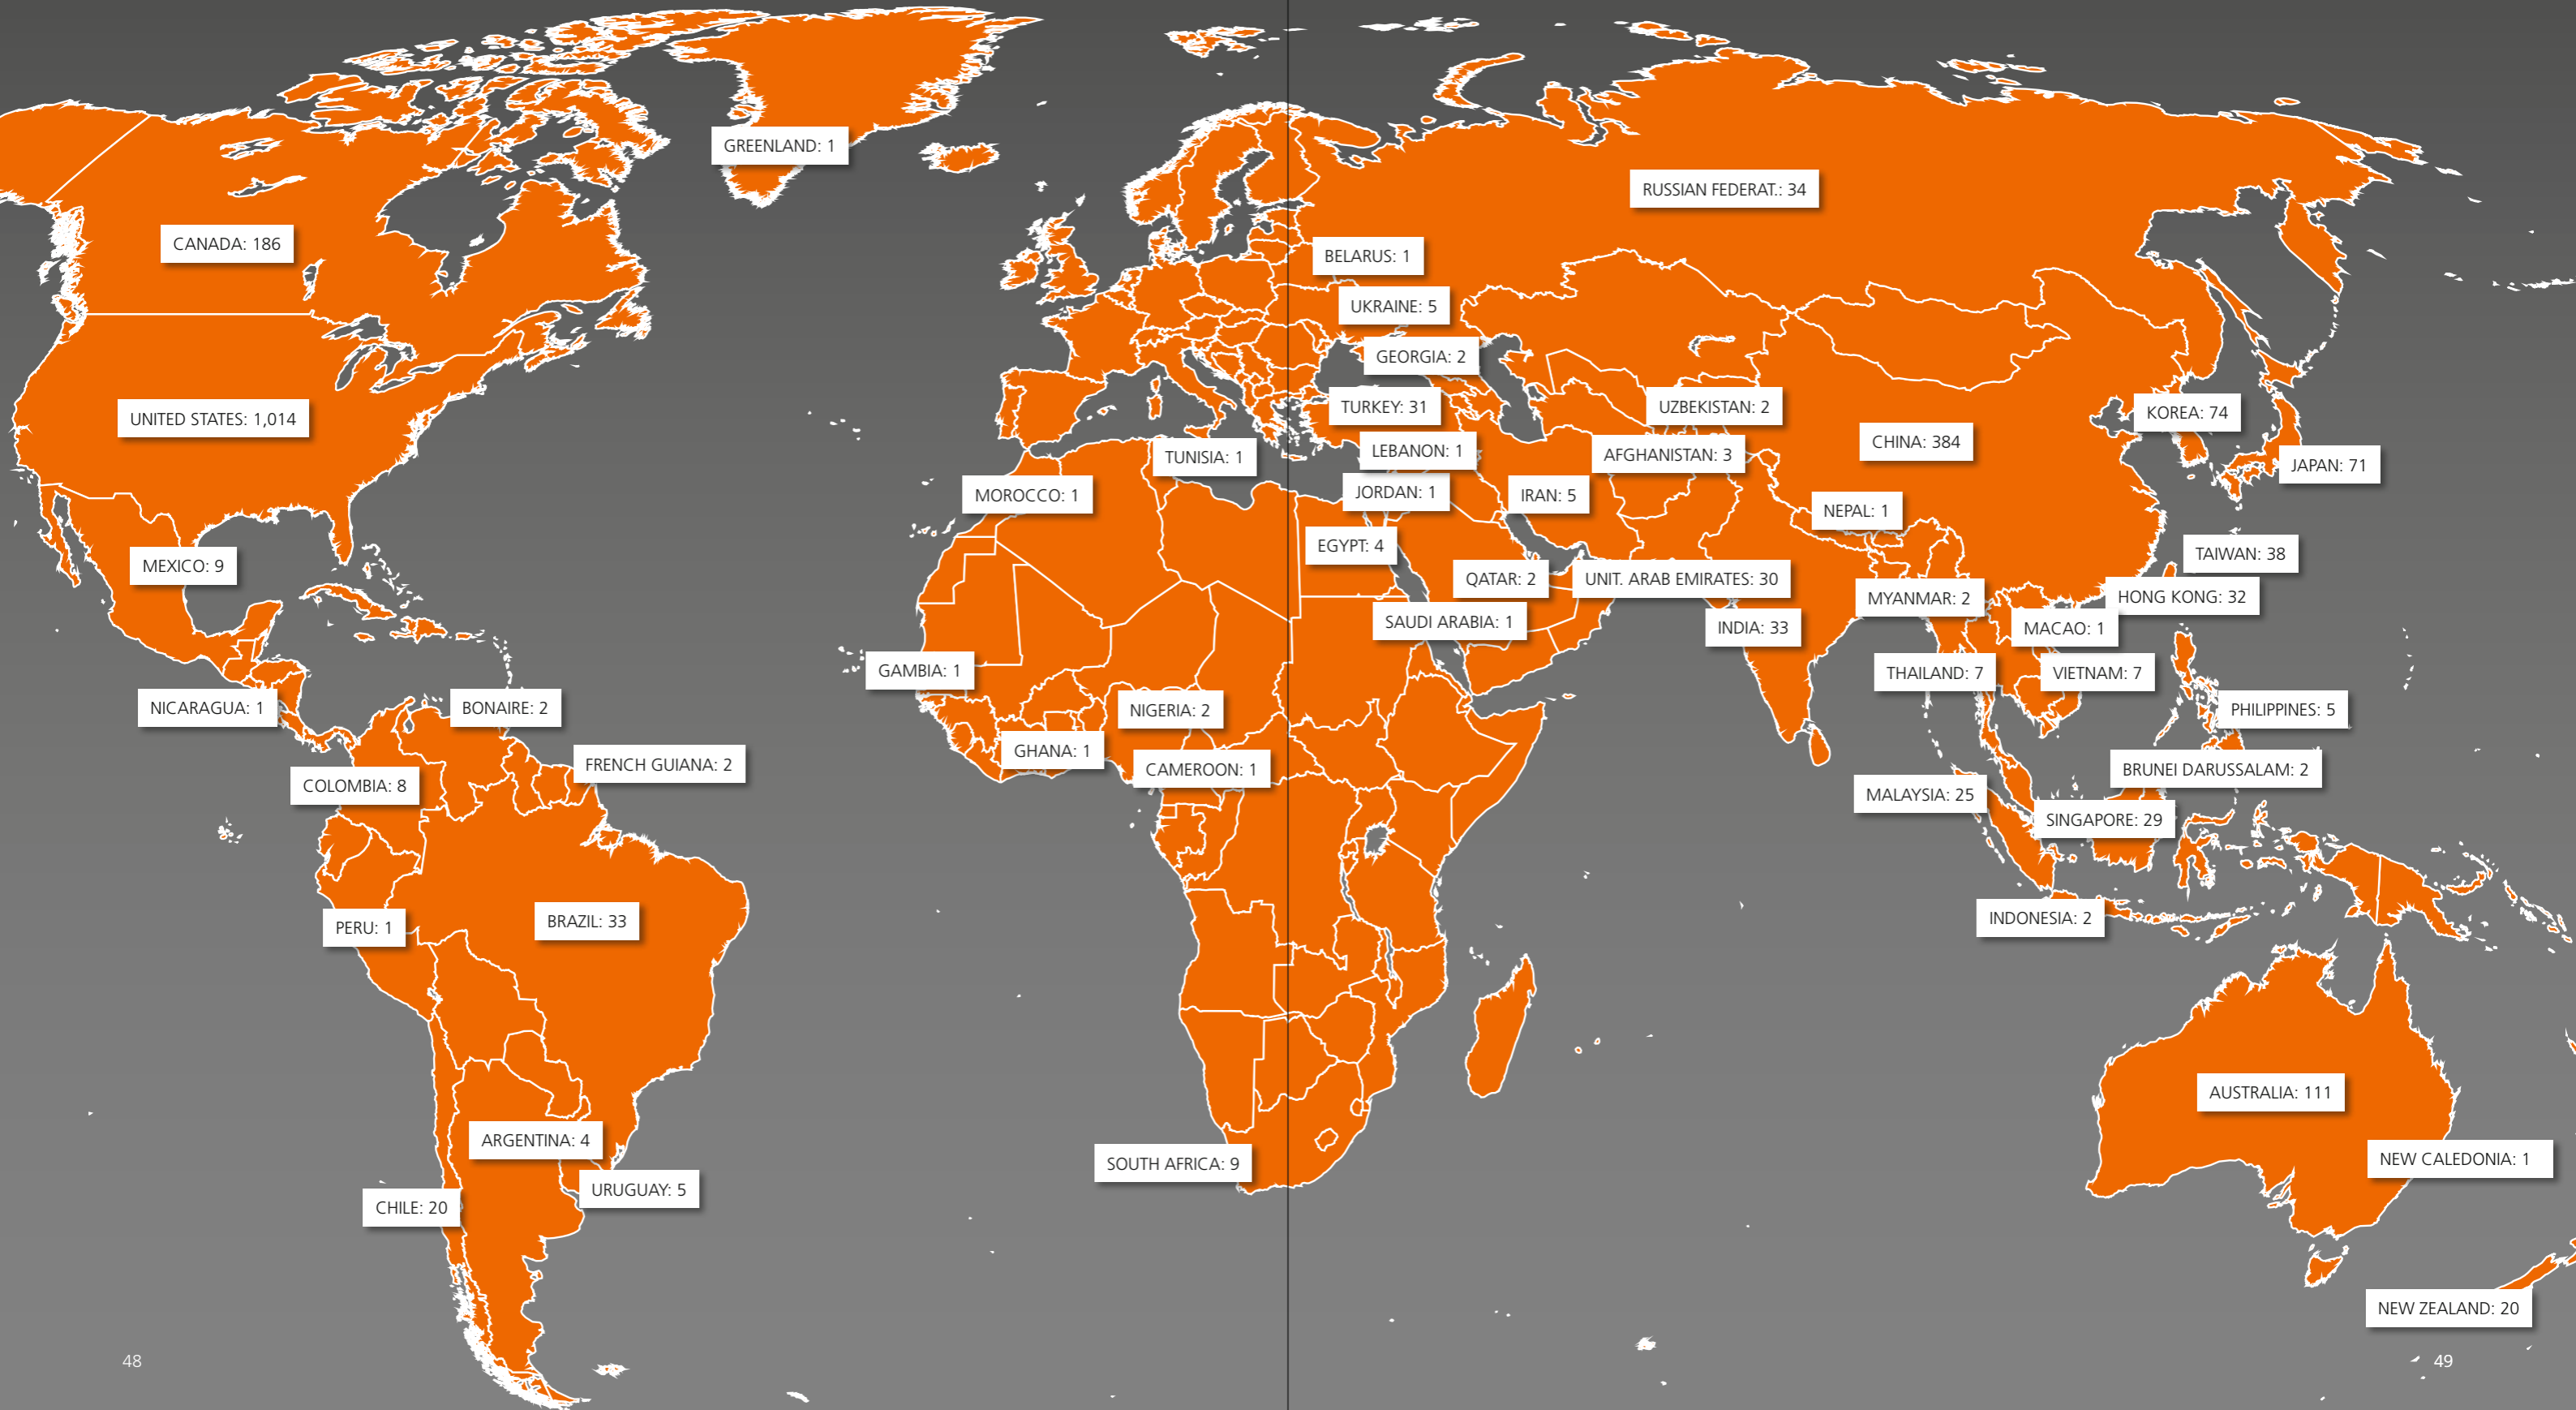 GREENLAND: 1
CANADA: 186
UNITED STATES: 1,014
MEXICO: 9
NICARAGUA: 1
BONAIRE: 2
FRENCH GUIANA: 2
COLOMBIA: 8
PERU: 1
BRAZIL: 33
ARGENTINA: 4
URUGUAY: 5
CHILE: 20
TUNISIA: 1
MOROCCO: 1
GAMBIA: 1
NIGERIA: 2
GHANA: 1
CAMEROON: 1
SOUTH AFRICA: 9
48
RUSSIAN FEDERAT.: 34
BELARUS: 1
UKRAINE: 5
GEORGIA: 2
TURKEY: 31
UZBEKISTAN: 2
KOREA: 74
LEBANON: 1
AFGHANISTAN: 3
CHINA: 384
JAPAN: 71
JORDAN: 1
IRAN: 5
NEPAL: 1
EGYPT: 4
TAIWAN: 38
QATAR: 2
UNIT. ARAB EMIRATES: 30
MYANMAR: 2
HONG KONG: 32
SAUDI ARABIA: 1
INDIA: 33
MACAO: 1
THAILAND: 7
VIETNAM: 7
PHILIPPINES: 5
BRUNEI DARUSSALAM: 2
MALAYSIA: 25
SINGAPORE: 29
INDONESIA: 2
AUSTRALIA: 111
NEW CALEDONIA: 1
NEW ZEALAND: 20
49